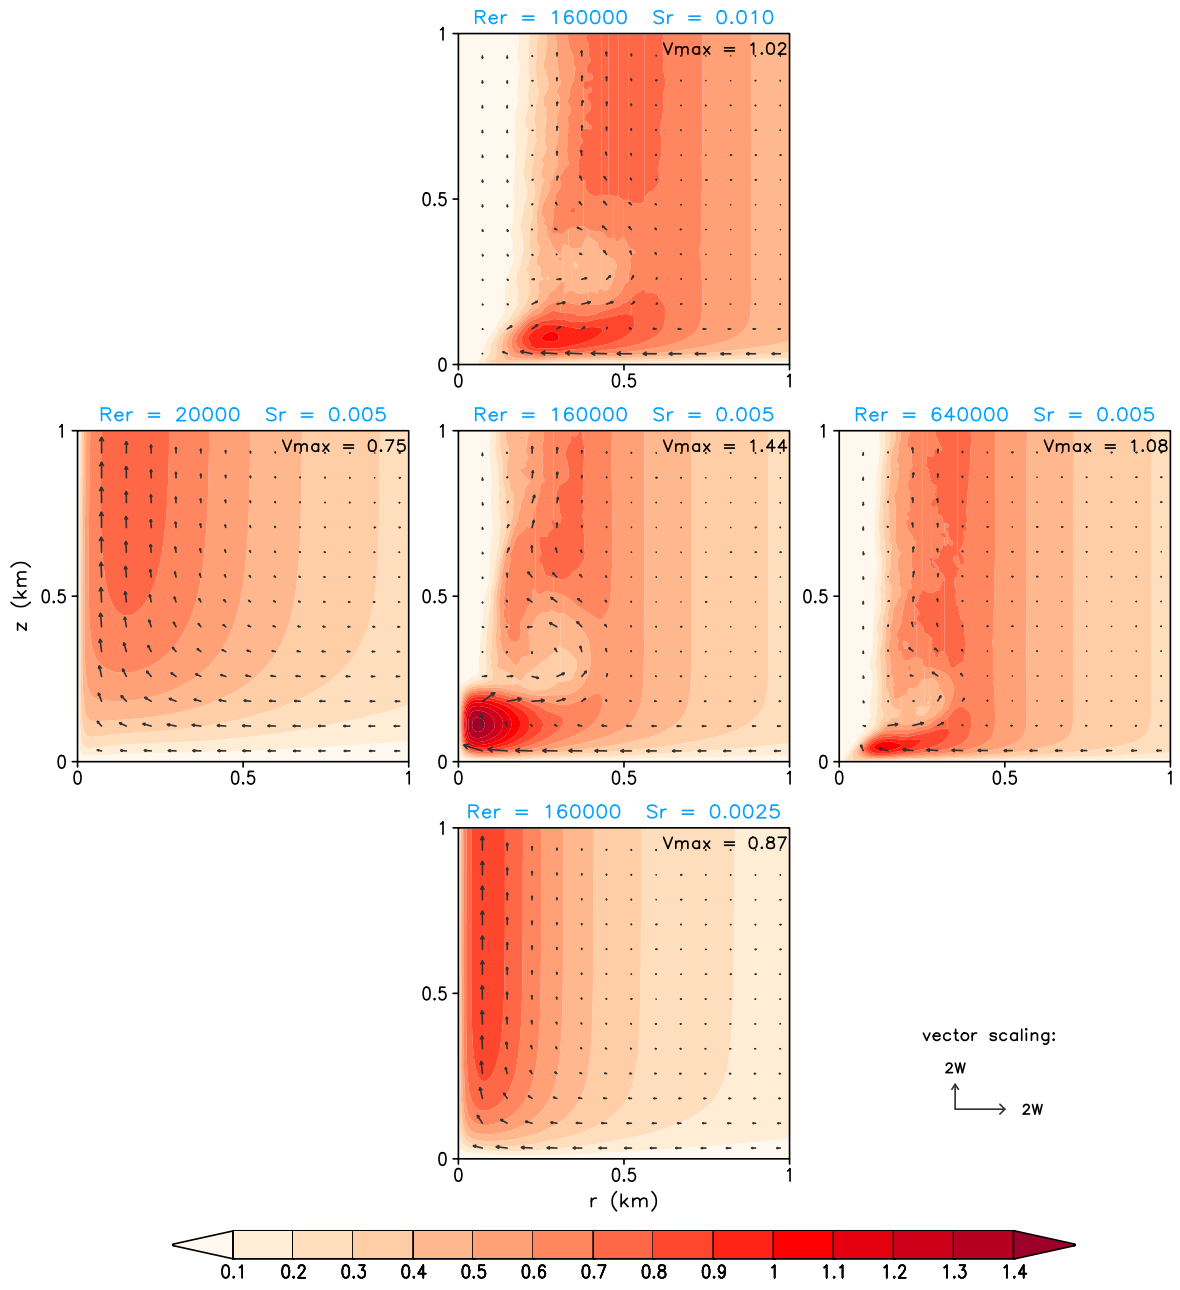 Rer = 160000 Sr = 0.010
1
Vmax = 1.02
0.5
0
0 0.5 1
Rer = 20000 Sr = 0.005
Rer = 160000 Sr = 0.005
Rer = 640000 Sr = 0.005
1
Vmax = 0.75
1
Vmax = 1.44
1
Vmax = 1.08
z (km)
0.5
0.5
0.5
0
0
0
0 0.5 1
0 0.5 1
0 0.5 1
Rer = 160000 Sr = 0.0025
1
Vmax = 0.87
0.5
0
0 0.5 1
r (km)
vector scaling:
2W
2W
0.1 0.2 0.3 0.4 0.5 0.6 0.7 0.8 0.9 1 1.1 1.2 1.3 1.4